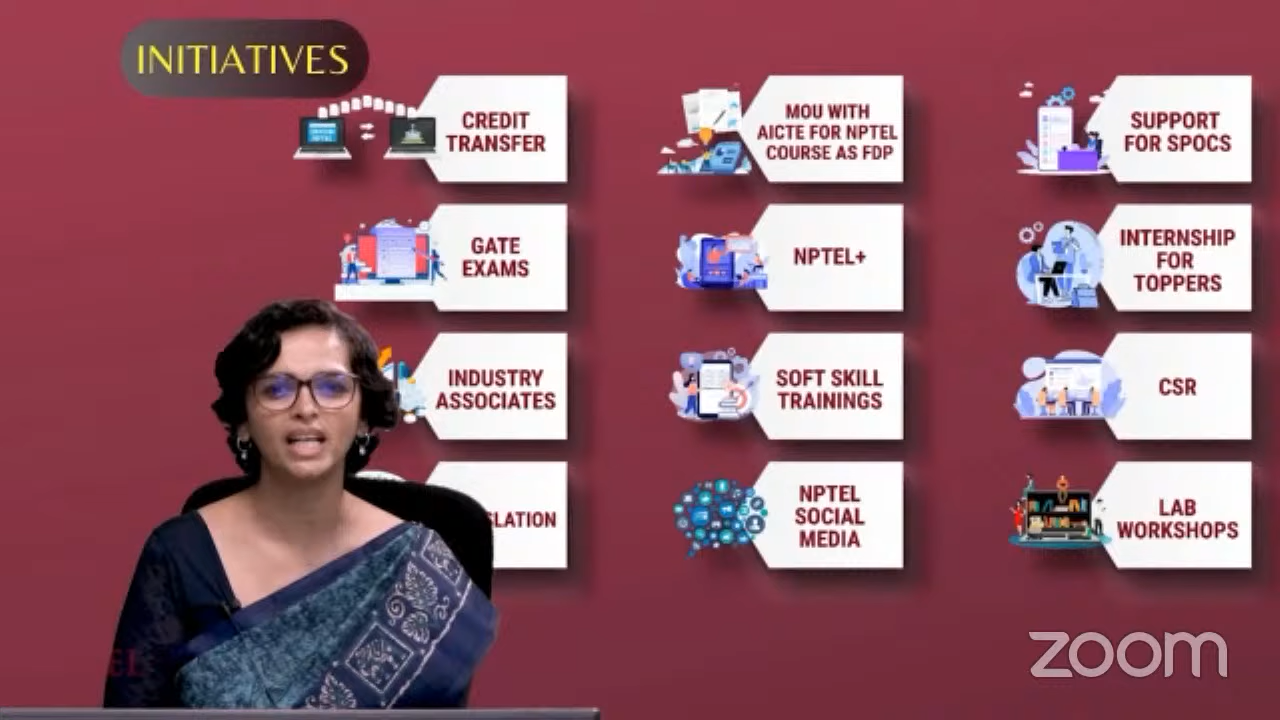 INITIATIVES
CREDIT
TRANSFER
MOU WITH
AICTE FOR NPTEL
COURSE AS FDP
SUPPORT
FOR SPOCS
GATE
EXAMS
NPTEL+
INTERNSHIP
FOR
TOPPERS
INDUSTRY
ASSOCIATES
SOFT SKILL
TRAININGS
CSR
SLATION
NPTEL
SOCIAL
MEDIA
LAB
WORKSHOPS
zoom